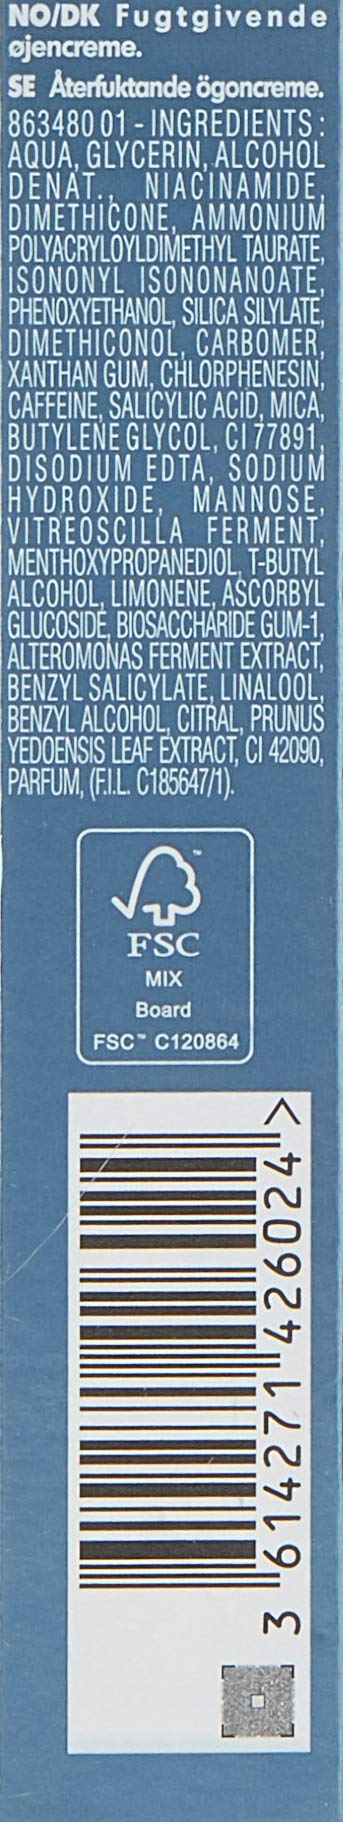 NO/DK Fugtgivende
øjencreme.
SE Återfuktande ögoncreme.
863480 01 - INGREDIENTS :
AQUA, GLYCERIN, ALCOHOL
DENAT., NIACINAMIDE,
DIMETHICONE, AMMONIUM
POLYACRYLOYLDIMETHYL TAURATE,
ISONONYL ISONONANOATE,
PHENOXYETHANOL, SILICA SILYLATE,
DIMETHICONOL, CARBOMER,
XANTHAN GUM, CHLORPHENESIN,
CAFFEINE, SALICYLIC ACID, MICA,
BUTYLENE GLYCOL, CI 77891,
DISODIUM EDTA, SODIUM
HYDROXIDE, MANNOSE,
VITREOSCILLA FERMENT,
MENTHOXYPROPANEDIOL, T-BUTYL
ALCOHOL, LIMONENE, ASCORBYL
GLUCOSIDE, BIOSACCHARIDE GUM-1,
ALTEROMONAS FERMENT EXTRACT,
BENZYL SALICYLATE, LINALOOL,
BENZYL ALCOHOL, CITRAL, PRUNUS
YEDOENSIS LEAF EXTRACT, CI 42090,
PARFUM, (F.I.L. C185647/1).
™
FSC
MIX
Board
FSC™ C120864
3 614271 426024 >